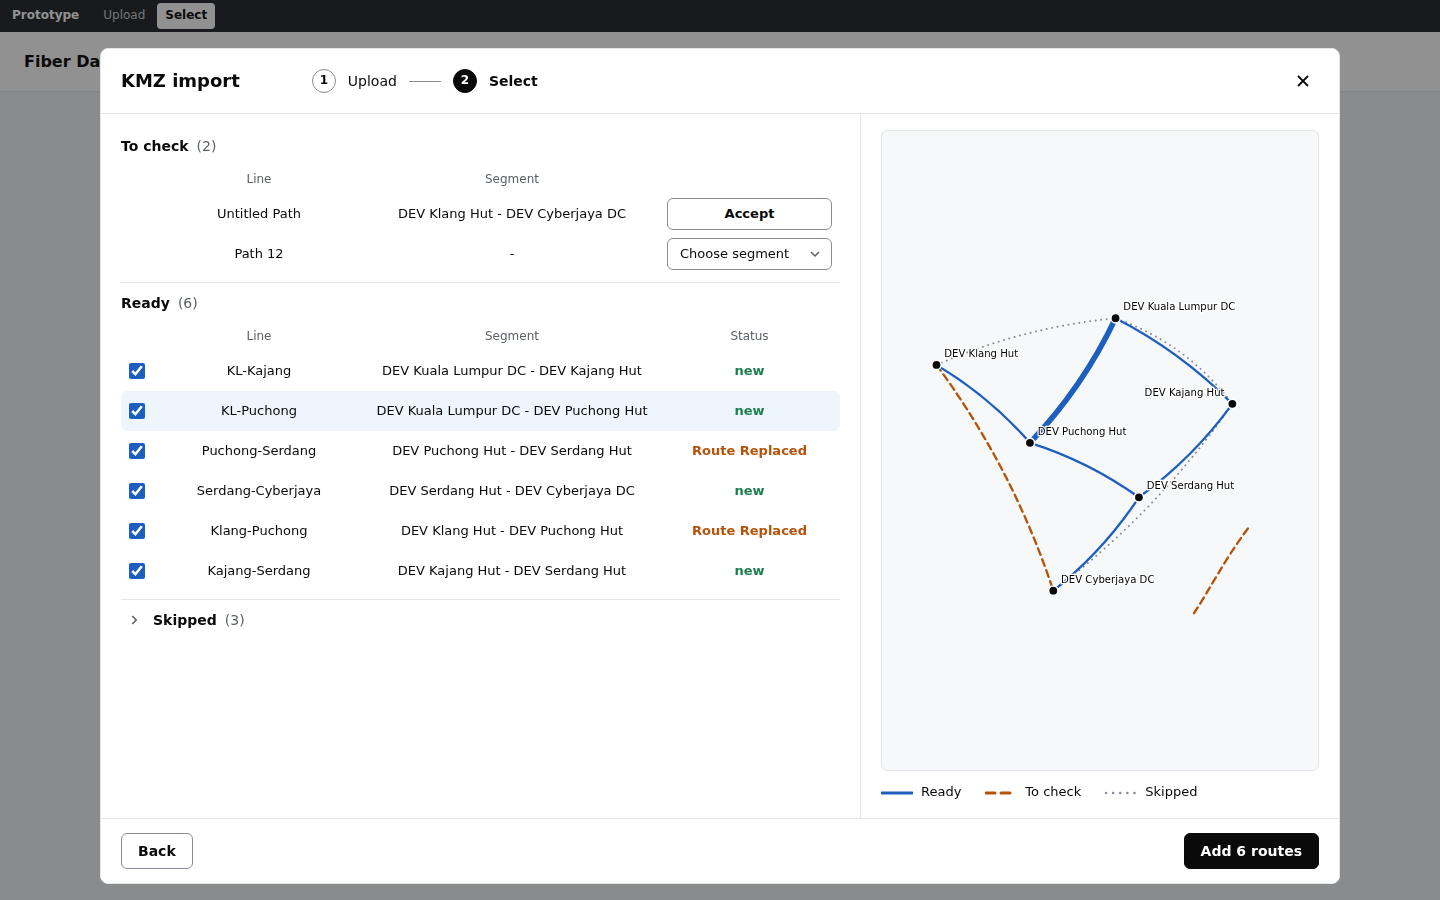 Prototype Upload Select
Fiber Da
KMZ import 1 Upload 2 Select
To check (2)
Line Segment
Untitled Path DEV Klang Hut - DEV Cyberjaya DC Accept
Path 12 - Choose segment
Ready (6)
Line Segment Status
KL-Kajang DEV Kuala Lumpur DC - DEV Kajang Hut new
KL-Puchong DEV Kuala Lumpur DC - DEV Puchong Hut new
Puchong-Serdang DEV Puchong Hut - DEV Serdang Hut Route Replaced
Serdang-Cyberjaya DEV Serdang Hut - DEV Cyberjaya DC new
Klang-Puchong DEV Klang Hut - DEV Puchong Hut Route Replaced
Kajang-Serdang DEV Kajang Hut - DEV Serdang Hut new
Skipped (3)
DEV Kuala Lumpur DC
DEV Klang Hut
DEV Kajang Hut
DEV Puchong Hut
DEV Serdang Hut
DEV Cyberjaya DC
Ready To check Skipped
Back Add 6 routes